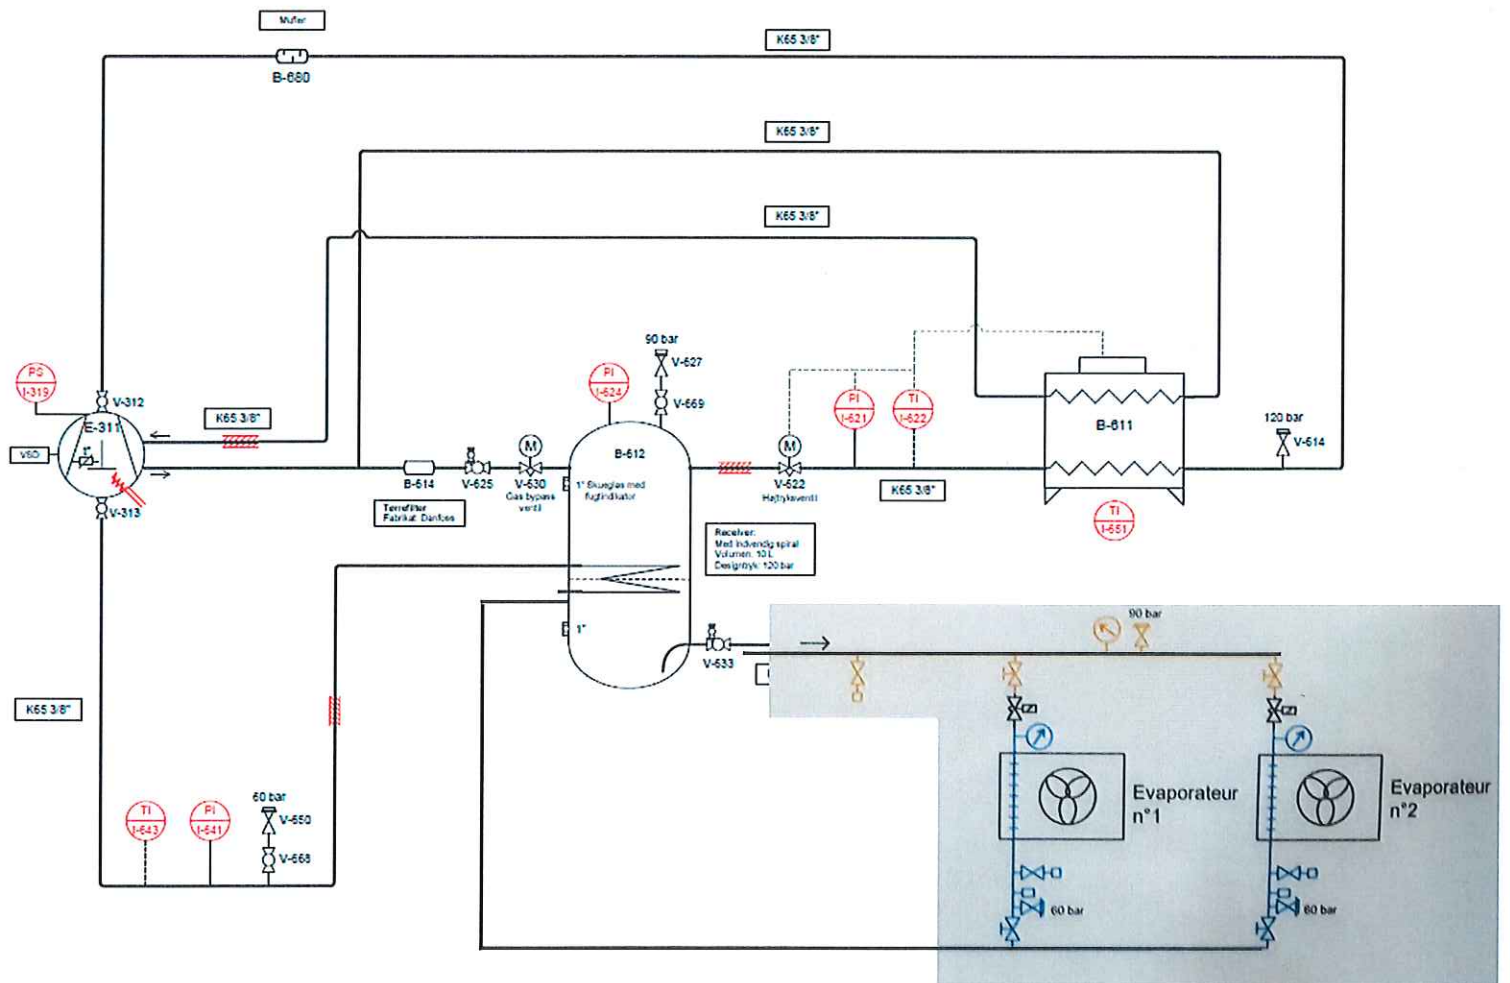 Mufler
B-680
K65 3/8"
K65 3/8"
K65 3/8"
90 bar
V-627
PI
I-624
V-669
PS
I-319
V-312
E-311
K65 3/8"
VSD
1"
V-313
M
B-614
V-625
V-630
Gas bypass
ventil
Tørrefilter
Fabrikat: Danfoss
B-612
1" Skueglas med
fugtindikator
M
V-622
Højtryksventil
PI
I-621
TI
I-622
K65 3/8"
B-611
120 bar
V-614
TI
I-651
Receiver:
Med indvendig spiral
Volumen: 10 L
Designtryk: 120 bar
1"
V-633
90 bar
K65 3/8"
TI
I-643
PI
I-641
60 bar
V-650
V-668
Evaporateur
n°1
Evaporateur
n°2
60 bar
60 bar